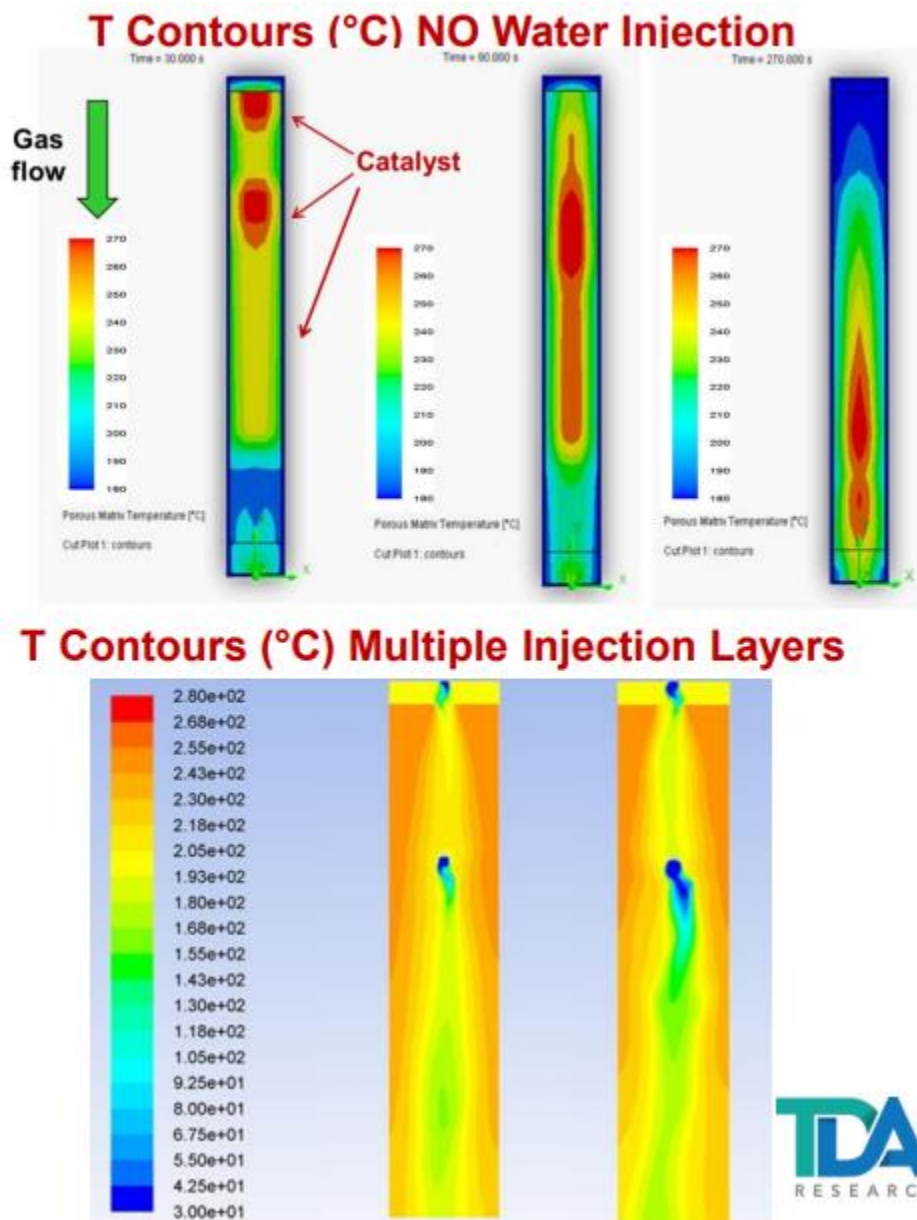 T Contours (°C) NO Water Injection
Time = 30.000 s
Time = 90.000 s
Time = 270.000 s
Gas
flow
Catalyst
270
260
250
240
230
220
210
200
190
180
Porous Matrix Temperature [°C]
Cut Plot 1: contours
270
260
250
240
230
220
210
200
190
180
Porous Matrix Temperature [°C]
Cut Plot 1: contours
X
270
260
250
240
230
220
210
200
190
180
Porous Matrix Temperature [°C]
Cut Plot 1: contours
X
T Contours (°C) Multiple Injection Layers
2.80e+02
2.68e+02
2.55e+02
2.43e+02
2.30e+02
2.18e+02
2.05e+02
1.93e+02
1.80e+02
1.68e+02
1.55e+02
1.43e+02
1.30e+02
1.18e+02
1.05e+02
9.25e+01
8.00e+01
6.75e+01
5.50e+01
4.25e+01
3.00e+01
TDA
RESEARC